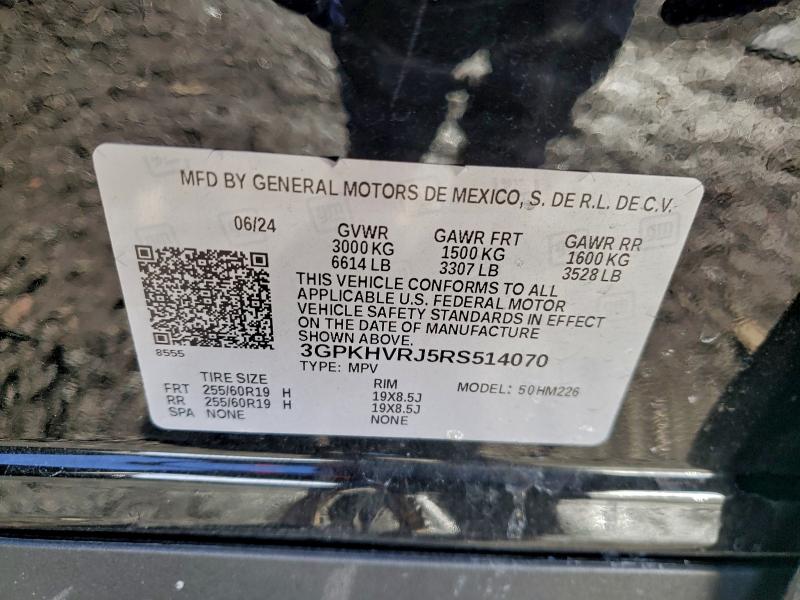 MFD BY GENERAL MOTORS DE MEXICO, S. DE R.L. DE C.V.
06/24 GVWR GAWR FRT GAWR RR
3000 KG 1500 KG 1600 KG
6614 LB 3307 LB 3528 LB
THIS VEHICLE CONFORMS TO ALL
APPLICABLE U.S. FEDERAL MOTOR
VEHICLE SAFETY STANDARDS IN EFFECT
ON THE DATE OF MANUFACTURE
SHOWN ABOVE.
8555
3GPKHVRJ5RS514070
TYPE: MPV
TIRE SIZE RIM MODEL: 50HM226
FRT 255/60R19 H 19X8.5J
RR 255/60R19 H 19X8.5J
SPA NONE NONE